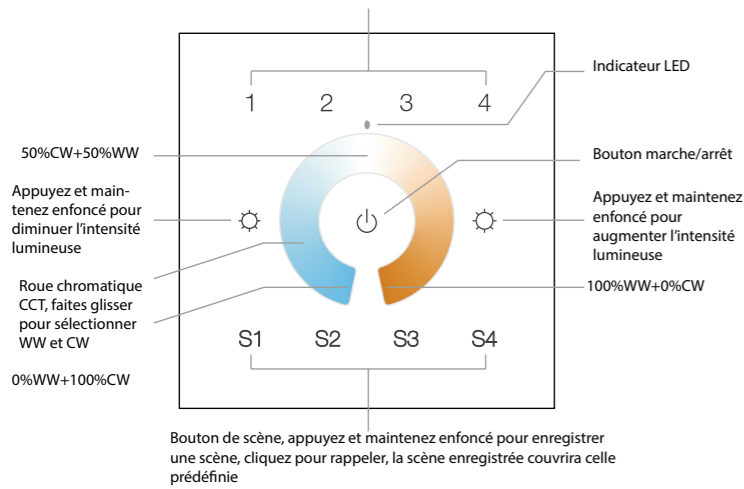 Indicateur LED
1 2 3 4
50%CW+50%WW
Bouton marche/arrêt
Appuyez et main-
tenez enfoncé pour
diminuer l'intensité
lumineuse
Appuyez et maintenez
enfoncé pour
augmenter l'intensité
lumineuse
Roue chromatique
CCT, faites glisser
pour sélectionner
WW et CW
100%WW+0%CW
S1 S2 S3 S4
0%WW+100%CW
Bouton de scène, appuyez et maintenez enfoncé pour enregistrer
une scène, cliquez pour rappeler, la scène enregistrée couvrira celle
prédéfinie